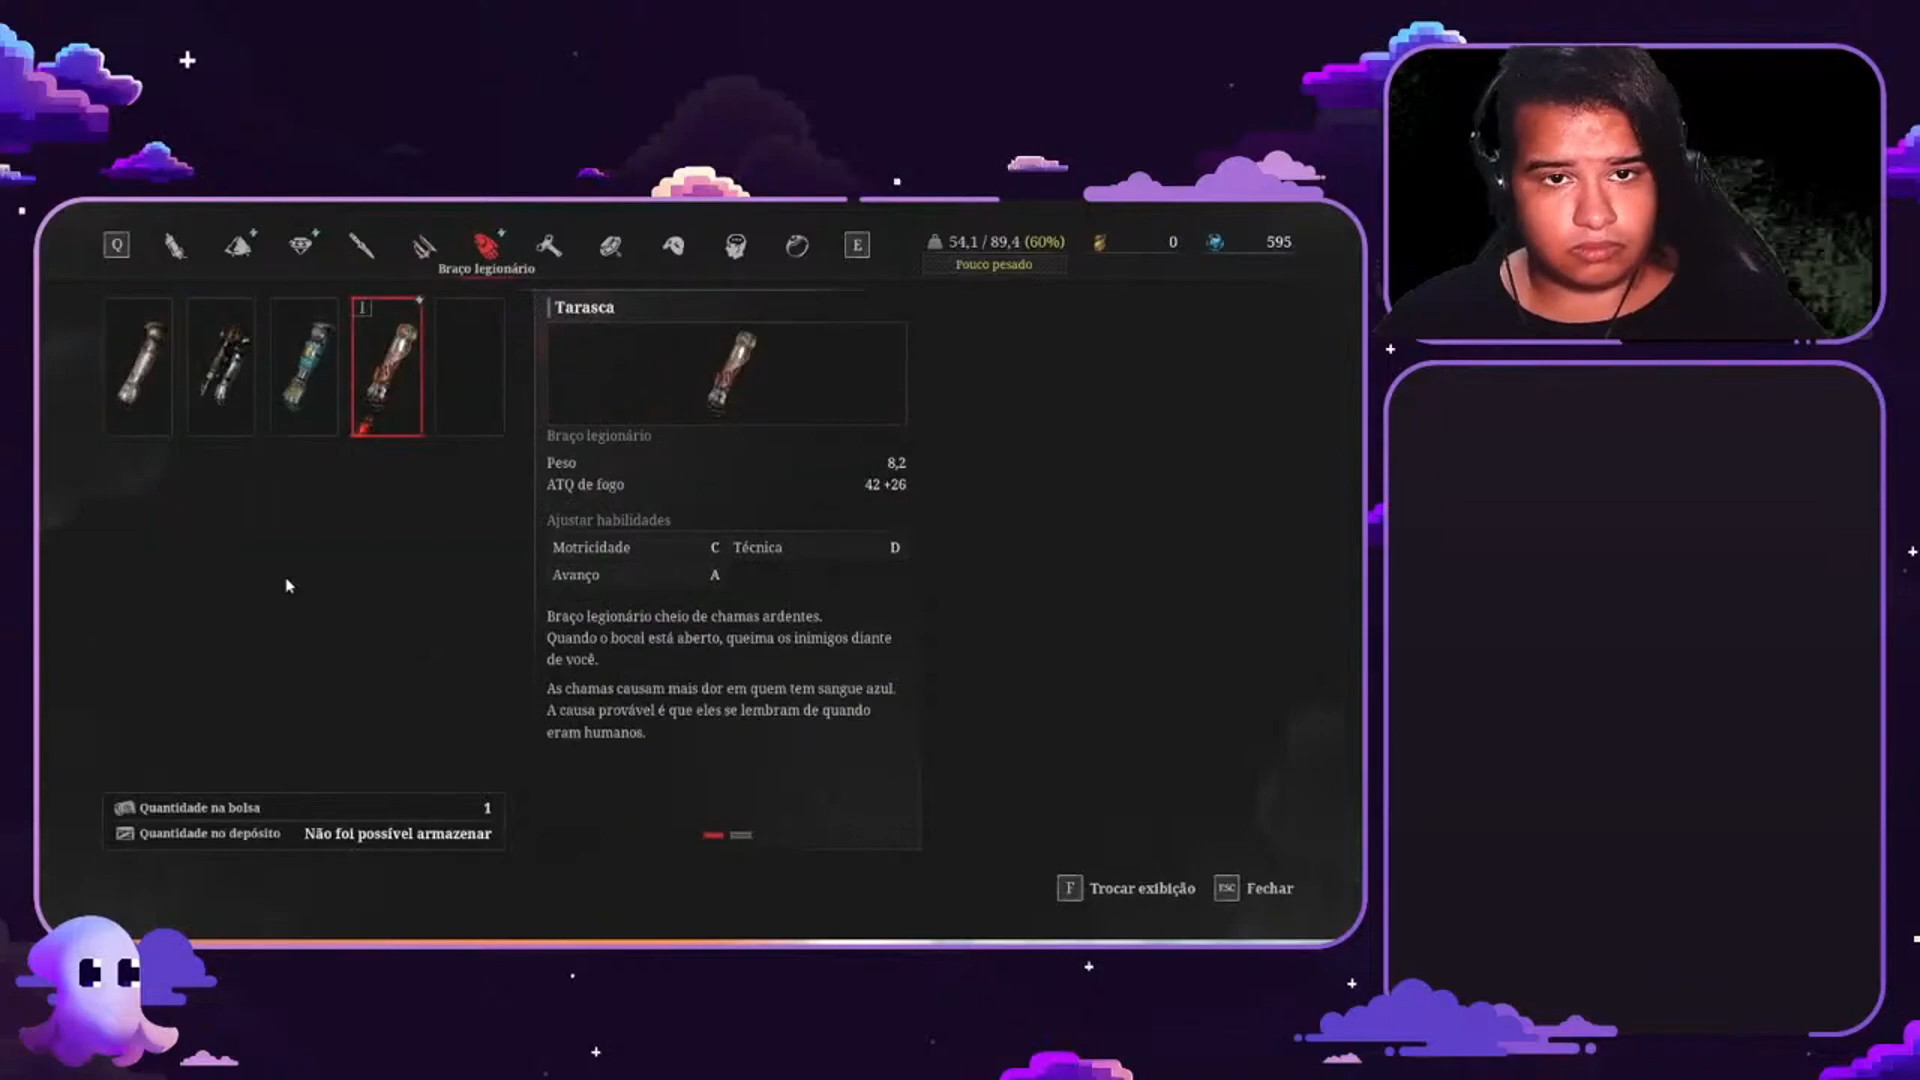 Q
E
Braço legionário
54,1 / 89,4 (60%)
Pouco pesado
0
595
I
Tarasca
Braço legionário
Peso 8,2
ATQ de fogo 42 +26
Ajustar habilidades
Motricidade C Técnica D
Avanço A
Braço legionário cheio de chamas ardentes.
Quando o bocal está aberto, queima os inimigos diante
de você.
As chamas causam mais dor em quem tem sangue azul.
A causa provável é que eles se lembram de quando
eram humanos.
Quantidade na bolsa 1
Quantidade no depósito Não foi possível armazenar
F Trocar exibição ESC Fechar